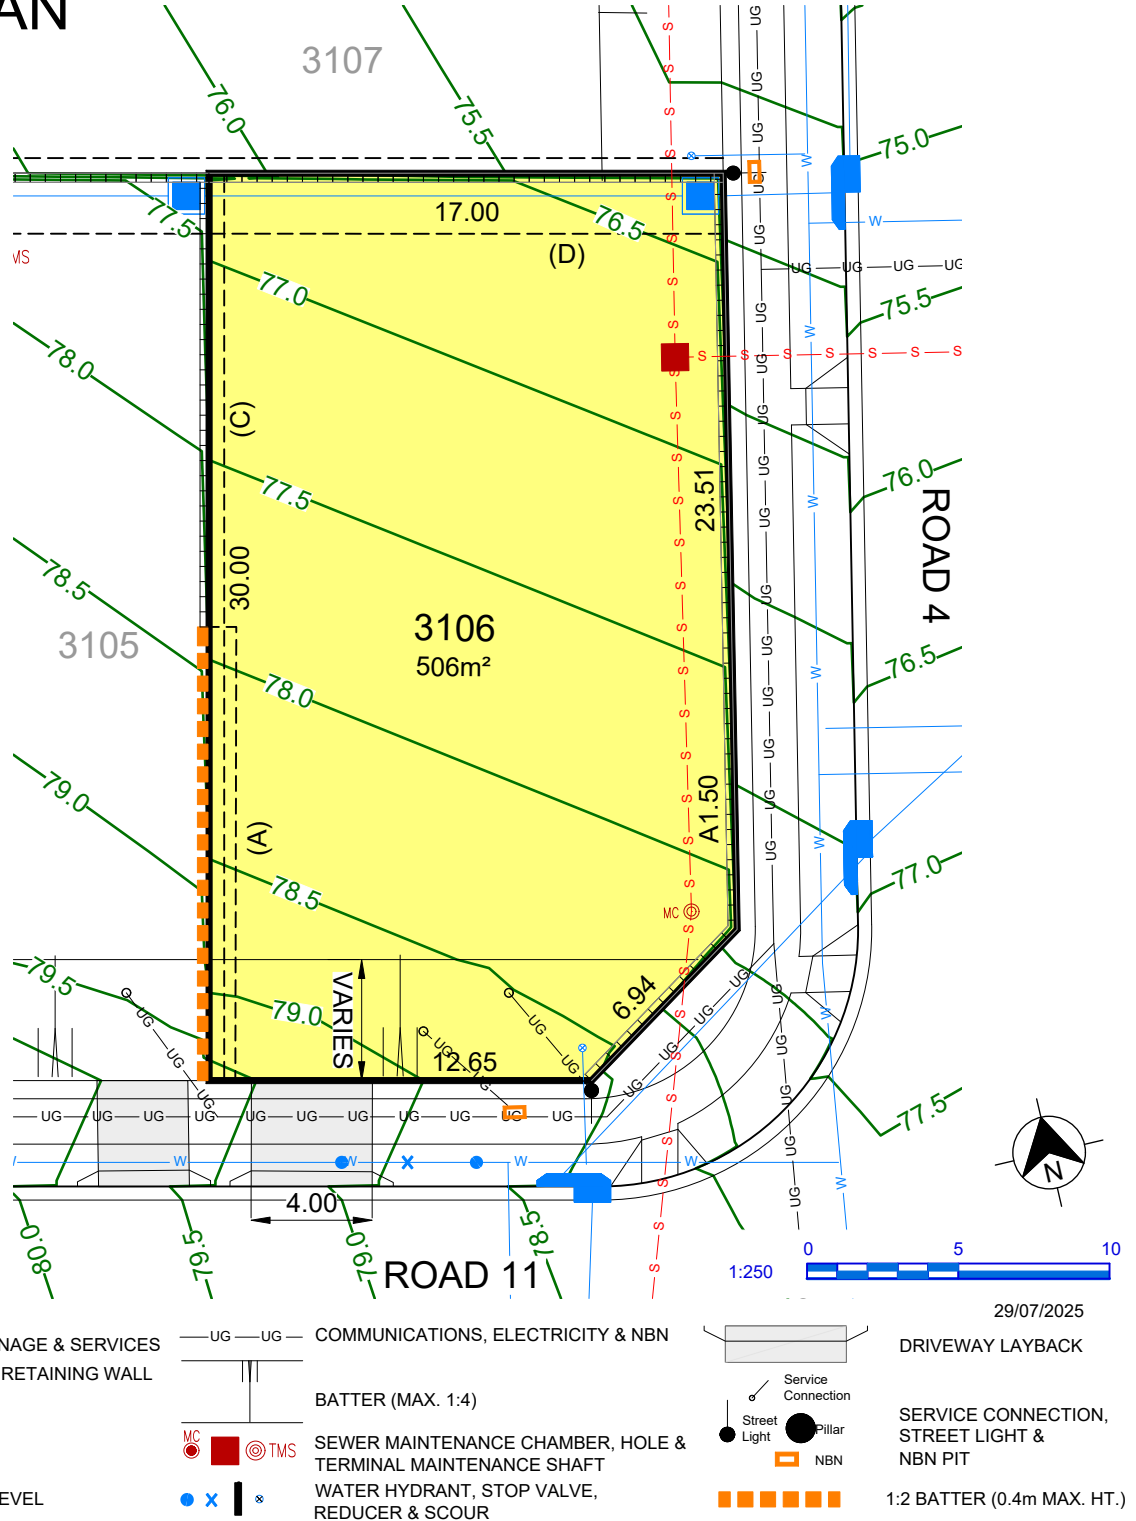 AN
3107
76.0
75.5
75.0
77.5
17.00
76.5
(D)
MS
77.0
75.5
78.0
(C)
77.5
23.51
76.0
ROAD 4
78.5
30.00
3106
506m²
3105
76.5
78.0
79.0
A1.50
(A)
78.5
77.0
MC
79.5
VARIES
79.0
6.94
12.65
77.5
N
4.00
80.0
79.5
79.0
78.5
ROAD 11
1:250
0 5 10
29/07/2025
NAGE & SERVICES
RETAINING WALL
EVEL
UG UG
COMMUNICATIONS, ELECTRICITY & NBN
BATTER (MAX. 1:4)
MC
TMS
SEWER MAINTENANCE CHAMBER, HOLE &
TERMINAL MAINTENANCE SHAFT
WATER HYDRANT, STOP VALVE,
REDUCER & SCOUR
DRIVEWAY LAYBACK
Service
Connection
Street
Light
Pillar
NBN
SERVICE CONNECTION,
STREET LIGHT &
NBN PIT
1:2 BATTER (0.4m MAX. HT.)